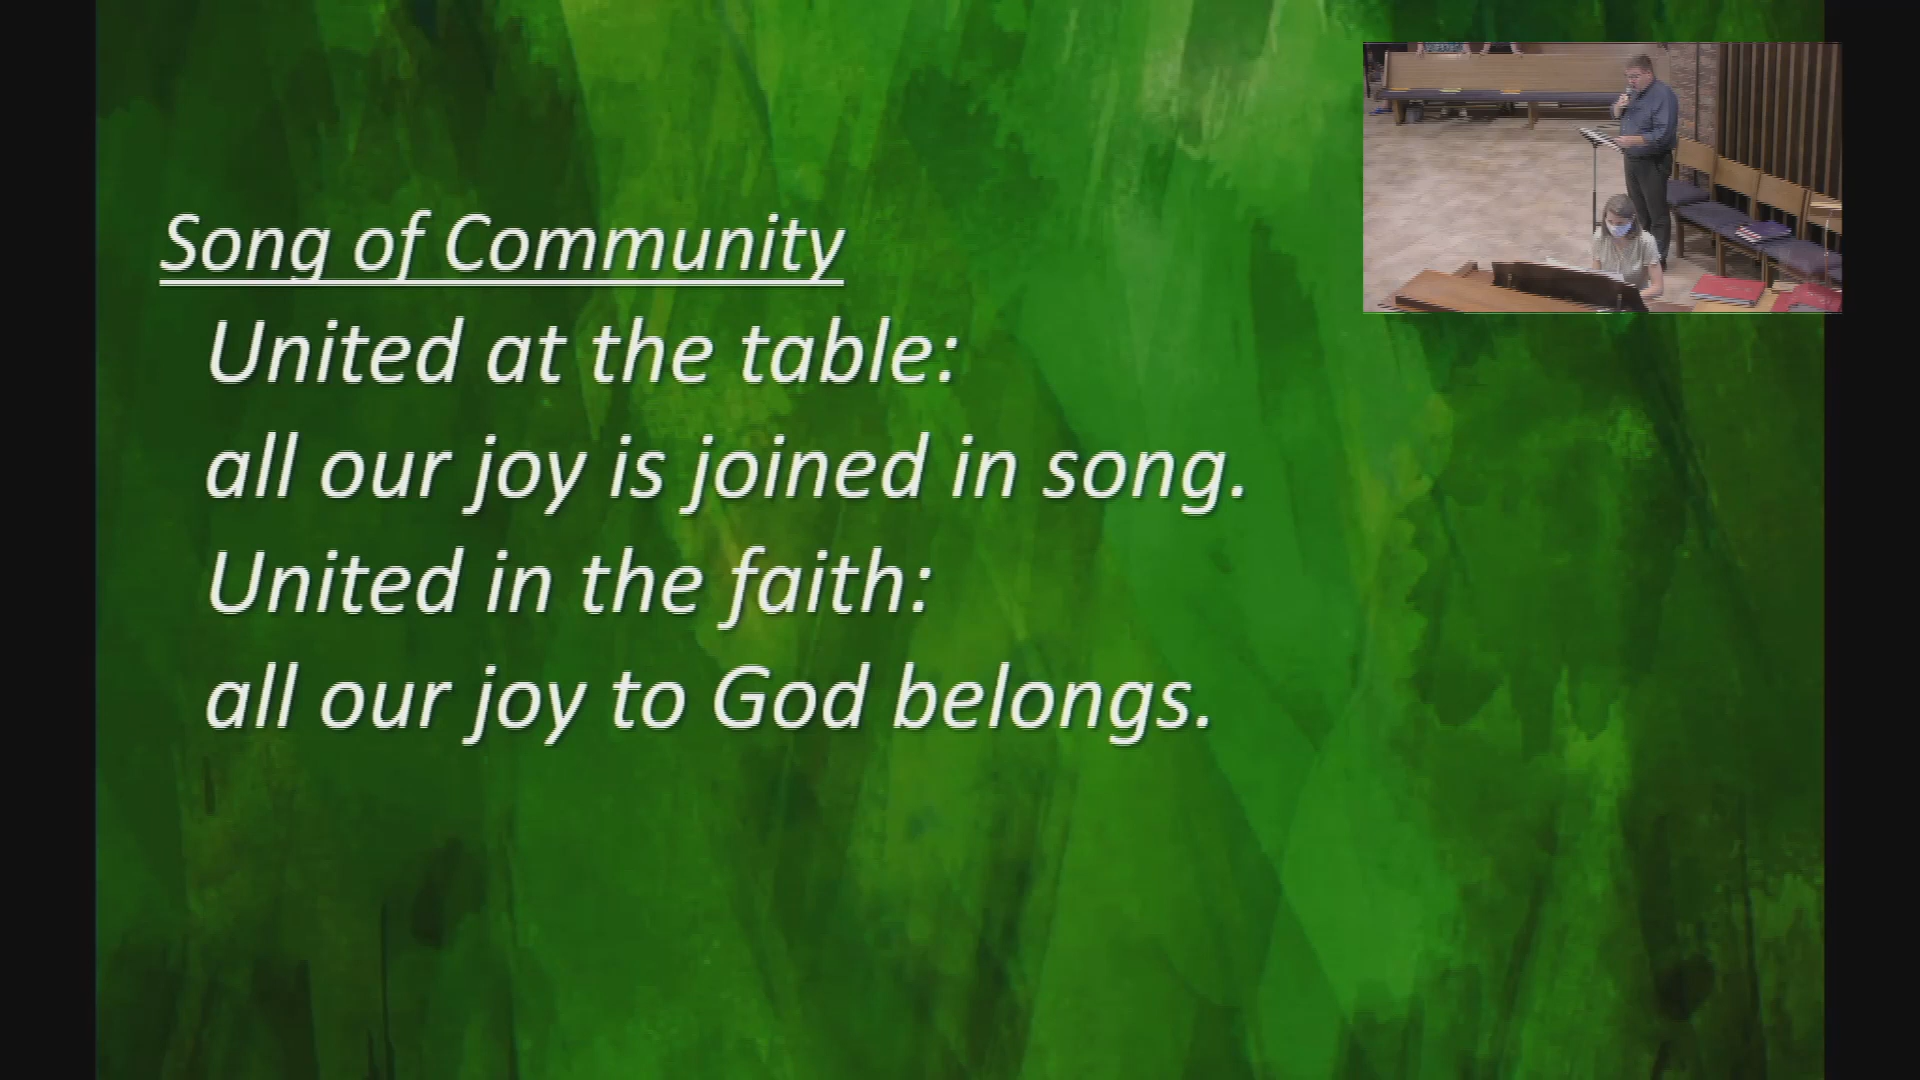 Song of Community
United at the table:
all our joy is joined in song.
United in the faith:
all our joy to God belongs.